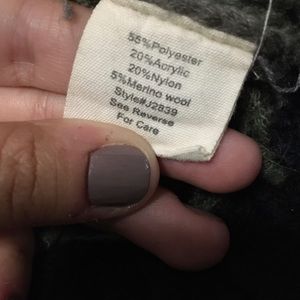 55%Polyester
20%Acrylic
20%Nylon
5%Merino wool
Style#J2839
See Reverse
For Care